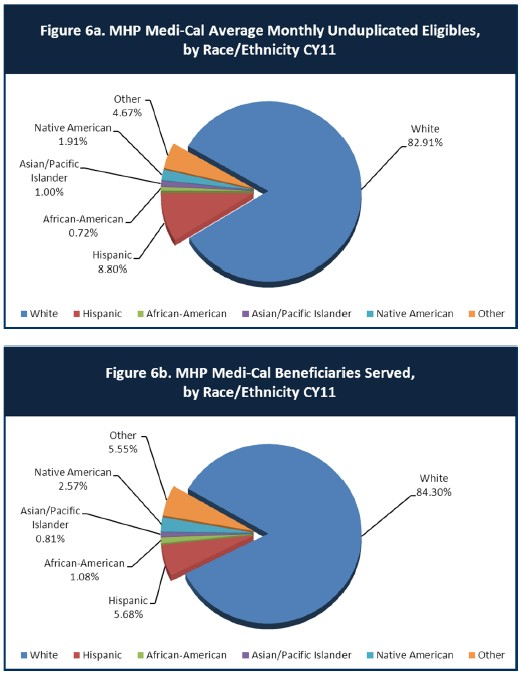 Figure 6a. MHP Medi-Cal Average Monthly Unduplicated Eligibles,
by Race/Ethnicity CY11
Other
4.67%
Native American
1.91%
Asian/Pacific
Islander
1.00%
African-American
0.72%
Hispanic
8.80%
White
82.91%
White Hispanic African-American Asian/Pacific Islander Native American Other
Figure 6b. MHP Medi-Cal Beneficiaries Served,
by Race/Ethnicity CY11
Other
5.55%
Native American
2.57%
Asian/Pacific
Islander
0.81%
African-American
1.08%
Hispanic
5.68%
White
84.30%
White Hispanic African-American Asian/Pacific Islander Native American Other